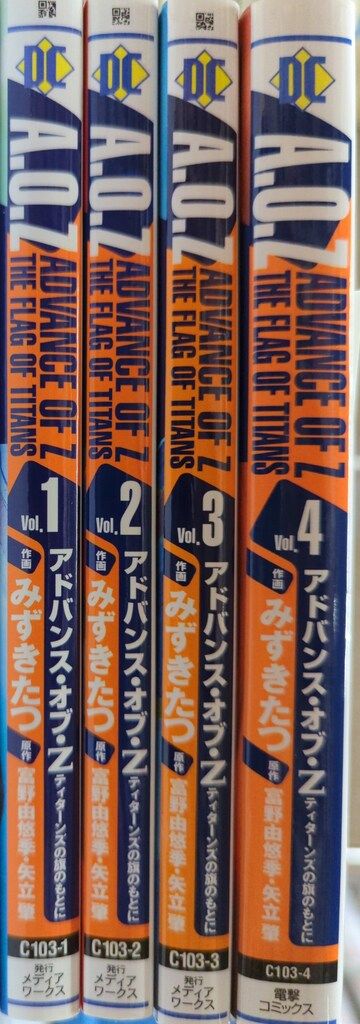 DC
A.O.Z
ADVANCE OF Z
THE FLAG OF TITANS
Vol.1
アドバンス・オブ・Z
ティターンズの旗のもとに
作画 みずきたつ
原作 富野由悠季・矢立肇
C103-1
発行
メディア
ワークス
DC
A.O.Z
ADVANCE OF Z
THE FLAG OF TITANS
Vol.2
アドバンス・オブ・Z
ティターンズの旗のもとに
作画 みずきたつ
原作 富野由悠季・矢立肇
C103-2
発行
メディア
ワークス
DC
A.O.Z
ADVANCE OF Z
THE FLAG OF TITANS
Vol.3
アドバンス・オブ・Z
ティターンズの旗のもとに
作画 みずきたつ
原作 富野由悠季・矢立肇
C103-3
発行
メディア
ワークス
DC
A.O.Z
ADVANCE OF Z
THE FLAG OF TITANS
Vol.4
アドバンス・オブ・Z
ティターンズの旗のもとに
作画 みずきたつ
原作 富野由悠季・矢立肇
C103-4
電撃
コミックス